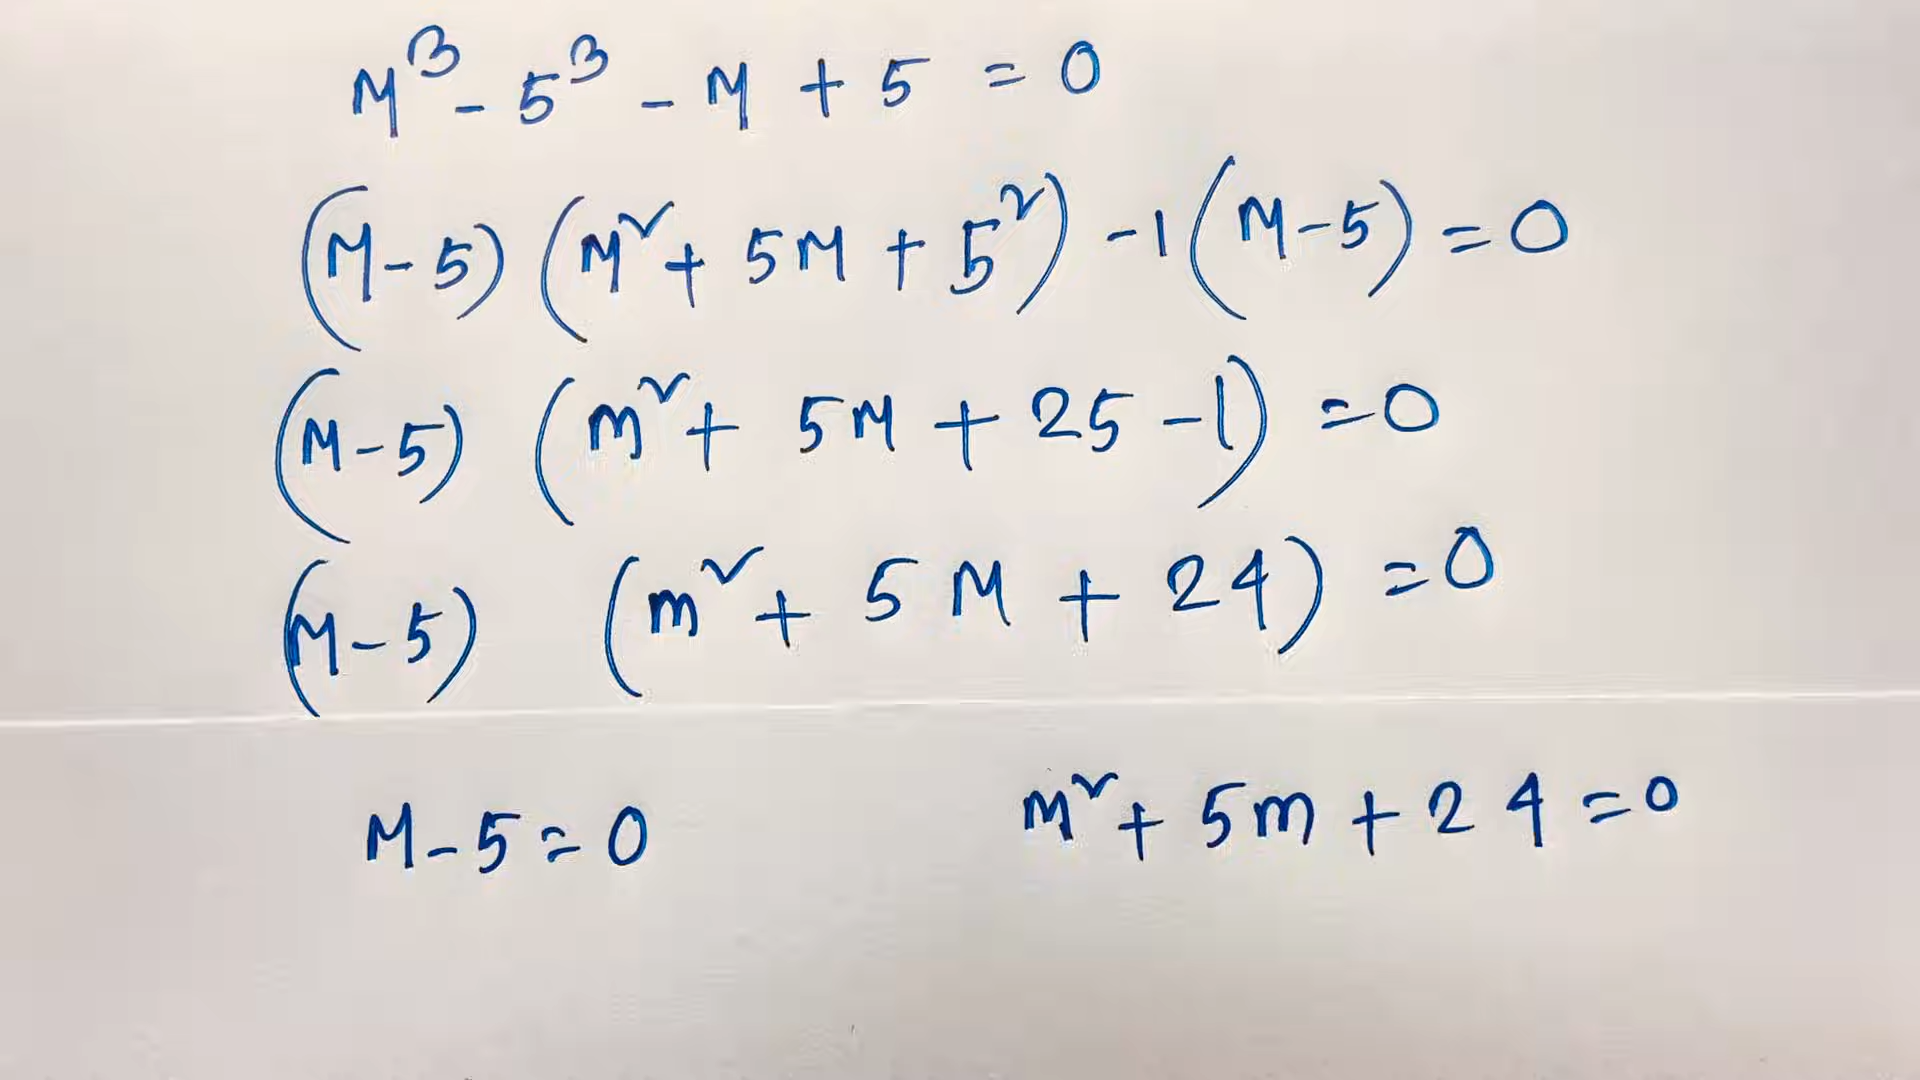 M³ - 5³ - M + 5 = 0
(M-5) (M² + 5M + 5²) -1 (M-5) = 0
(M-5) (m² + 5M + 25 -1) = 0
(M-5) (m² + 5M + 24) = 0
M-5 = 0 m² + 5m + 24 = 0